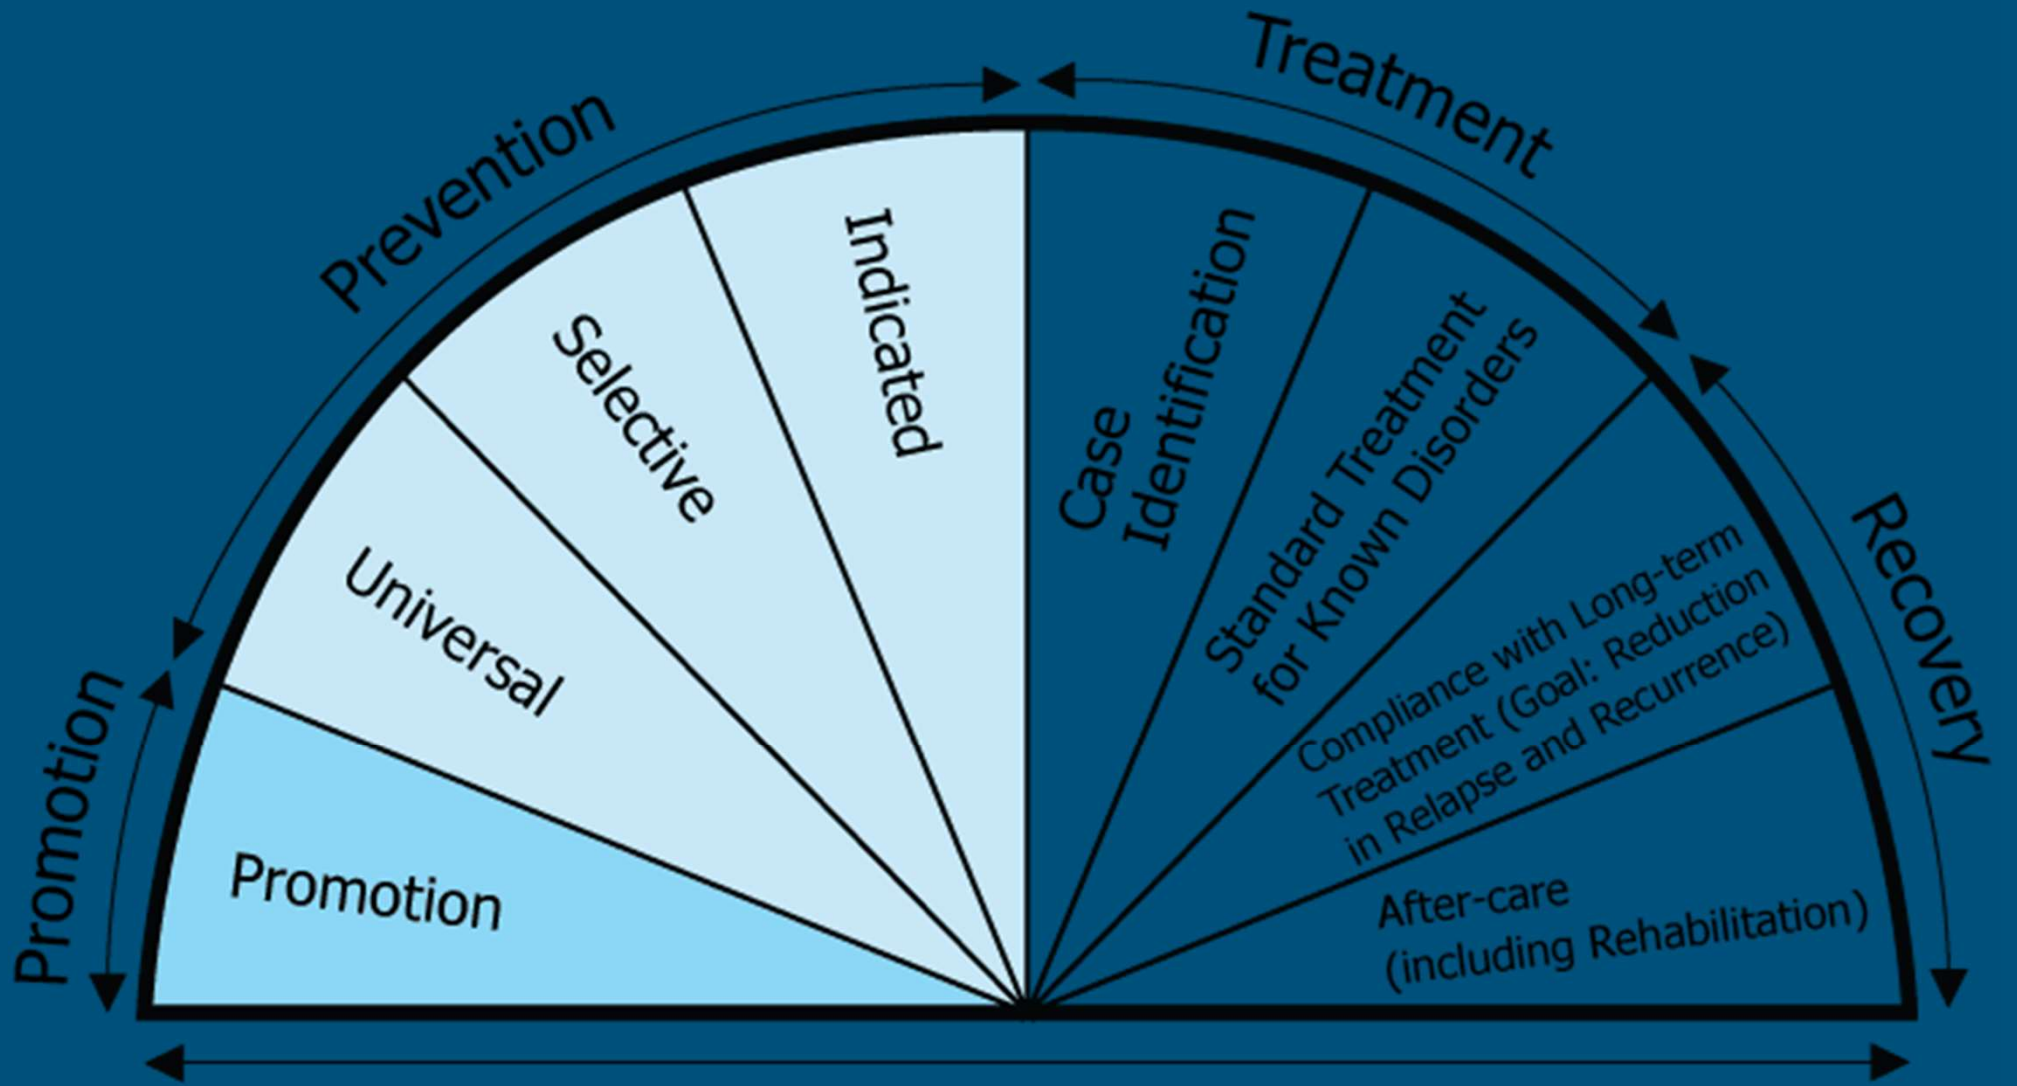 Promotion
Prevention
Treatment
Recovery
Promotion
Universal
Selective
Indicated
Case
Identification
Standard Treatment
for Known Disorders
Compliance with Long-term
Treatment (Goal: Reduction
in Relapse and Recurrence)
After-care
(including Rehabilitation)